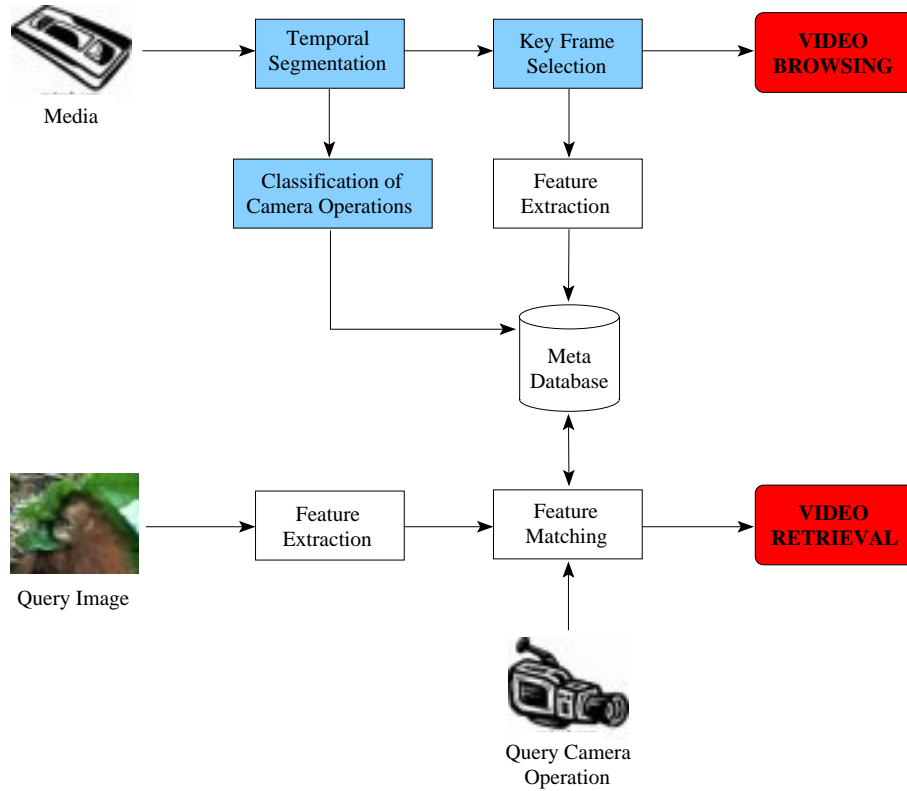 Temporal
Segmentation
Key Frame
Selection
VIDEO
BROWSING
Media
Classification of
Camera Operations
Feature
Extraction
Meta
Database
Feature
Extraction
Feature
Matching
VIDEO
RETRIEVAL
Query Image
Query Camera
Operation